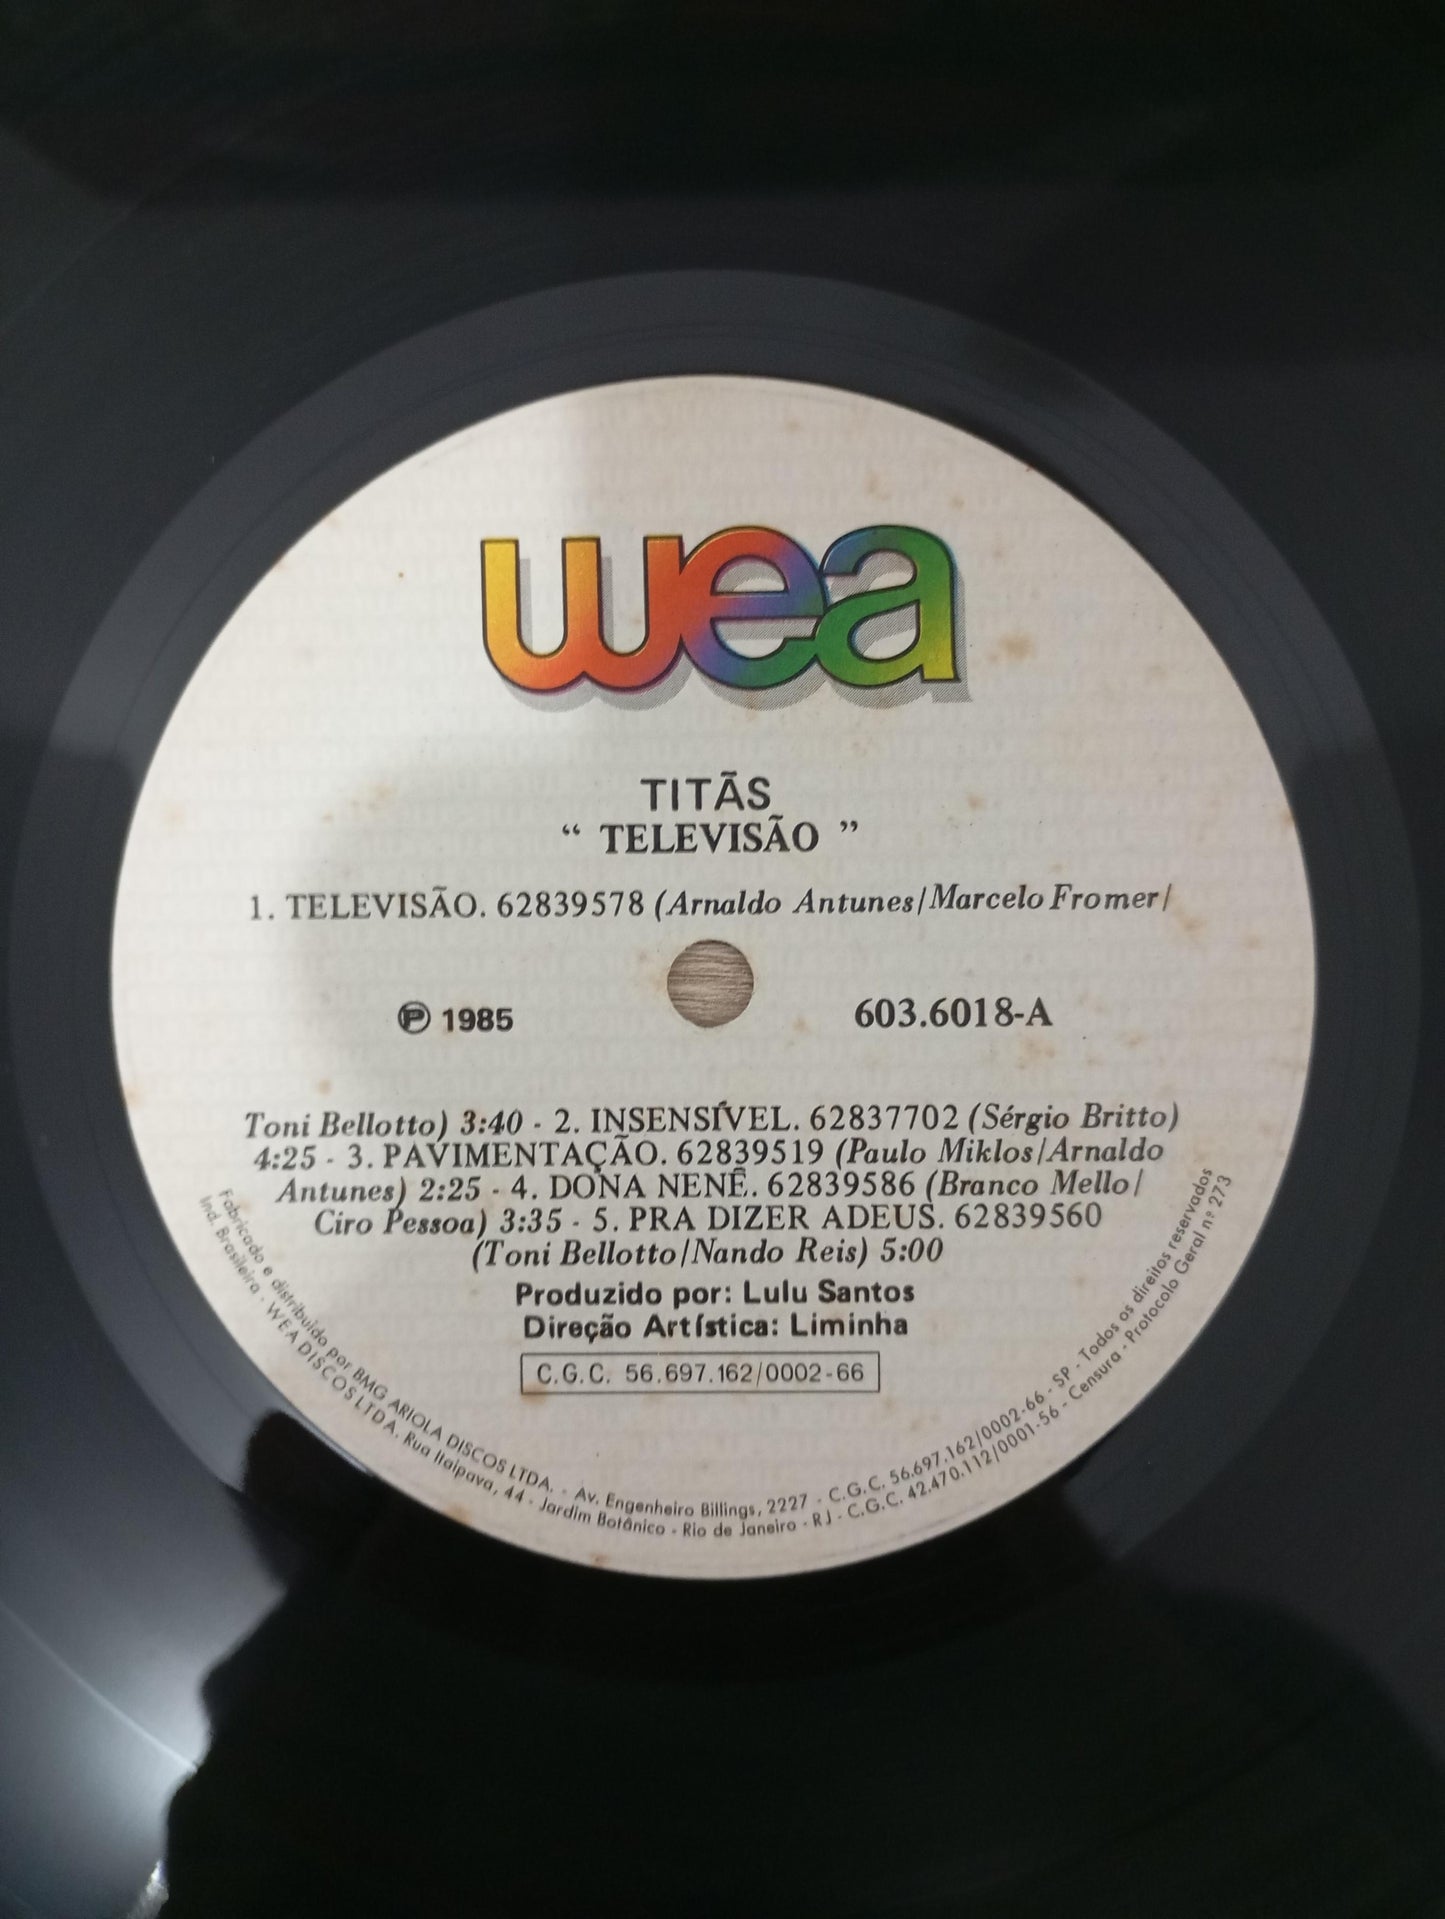 wea
TITÃS
“ TELEVISÃO ”
1. TELEVISÃO. 62839578 (Arnaldo Antunes/Marcelo Fromer/
℗ 1985
603.6018-A
Toni Bellotto) 3:40 - 2. INSENSÍVEL. 62837702 (Sérgio Britto)
4:25 - 3. PAVIMENTAÇÃO. 62839519 (Paulo Miklos/Arnaldo
Antunes) 2:25 - 4. DONA NENÊ. 62839586 (Branco Mello/
Ciro Pessoa) 3:35 - 5. PRA DIZER ADEUS. 62839560
(Toni Bellotto/Nando Reis) 5:00
Produzido por: Lulu Santos
Direção Artística: Liminha
C.G.C. 56.697.162/0002-66
Fabricado e distribuído por BMG ARIOLA DISCOS LTDA. - Av. Engenheiro Billings, 2227 - C.G.C. 56.697.162/0002-66 - SP - Todos os direitos reservados
Ind. Brasileira - WEA DISCOS LTDA. Rua Itaipava, 44 - Jardim Botânico - Rio de Janeiro - RJ - C.G.C. 42.470.112/0001-56 - Censura - Protocolo Geral nº 273